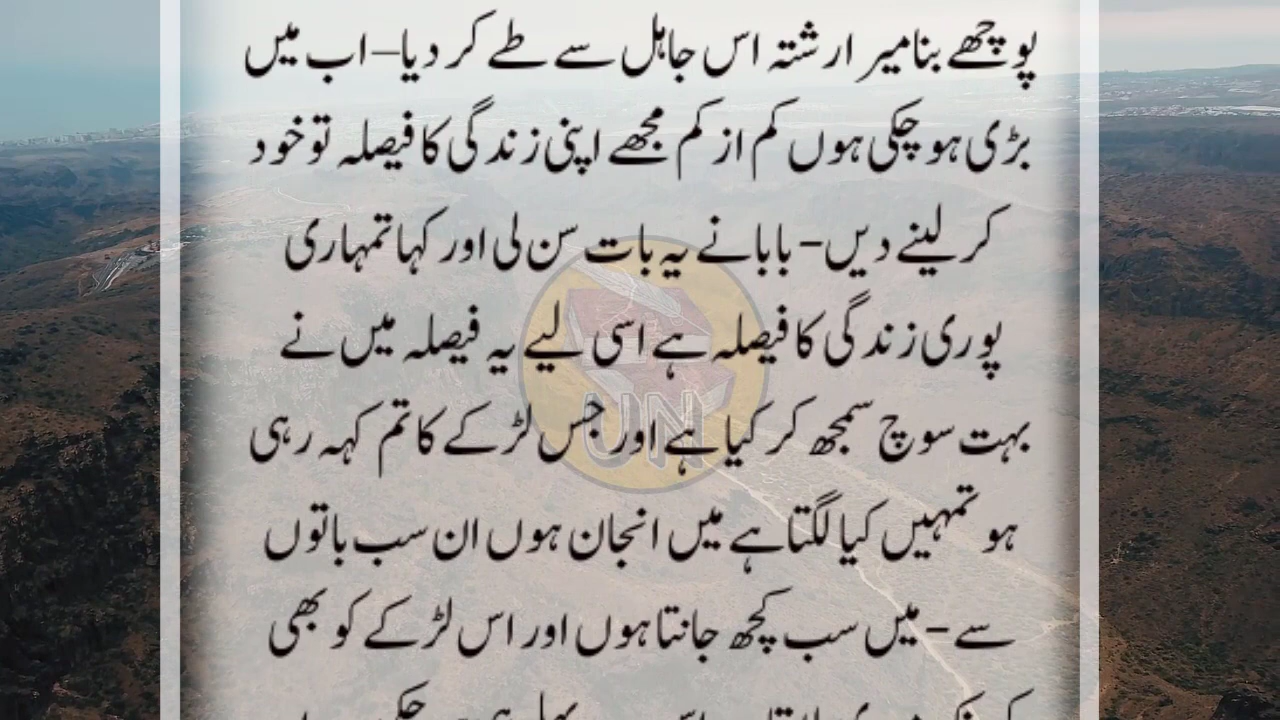 پوچھے بنا میرا رشتہ اس جاہل سے طے کر دیا – اب میں
بڑی ہو چکی ہوں کم از کم مجھے اپنی زندگی کا فیصلہ تو خود
کر لینے دیں – بابا نے یہ بات سن لی اور کہا تمہاری
پوری زندگی کا فیصلہ ہے اسی لیے یہ فیصلہ میں نے
بہت سوچ سمجھ کر کیا ہے اور جس لڑکے کا تم کہہ رہی
ہو تمہیں کیا لگتا ہے میں انجان ہوں ان سب باتوں
سے – میں سب کچھ جانتا ہوں اور اس لڑکے کو بھی
UN